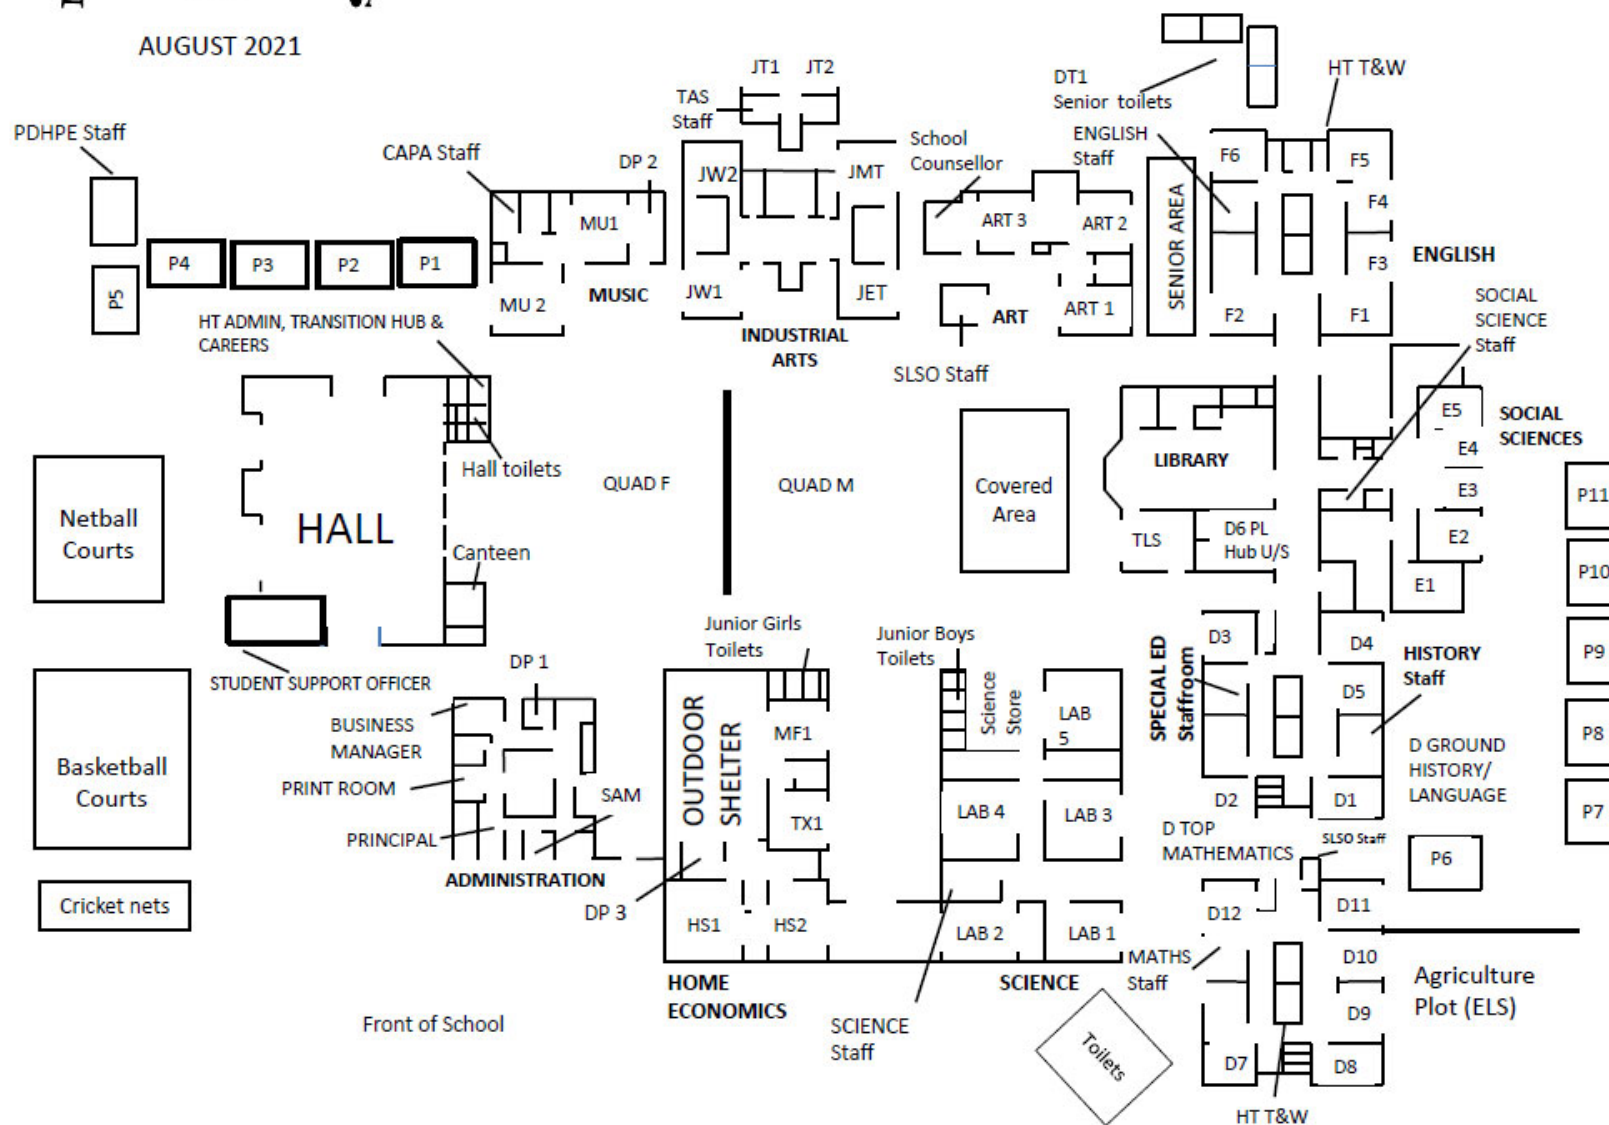 AUGUST 2021
JT1
JT2
TAS
Staff
DT1
Senior toilets
HT T&W
PDHPE Staff
CAPA Staff
DP 2
School
Counsellor
ENGLISH
Staff
F6
F5
JW2
JMT
F4
MU1
ART 3
ART 2
SENIOR AREA
P4
P3
P2
P1
F3
ENGLISH
P5
MU 2
MUSIC
JW1
JET
ART
ART 1
F2
F1
SOCIAL
SCIENCE
Staff
HT ADMIN, TRANSITION HUB &
CAREERS
INDUSTRIAL
ARTS
SLSO Staff
E5
SOCIAL
SCIENCES
E4
LIBRARY
Hall toilets
QUAD F
QUAD M
Covered
Area
E3
P11
Netball
Courts
HALL
TLS
D6 PL
Hub U/S
E2
Canteen
E1
P10
Junior Girls
Toilets
Junior Boys
Toilets
D3
D4
HISTORY
Staff
P9
DP 1
STUDENT SUPPORT OFFICER
SPECIAL ED
Staffroom
D5
BUSINESS
MANAGER
OUTDOOR
SHELTER
MF1
Science
Store
LAB
5
P8
D GROUND
HISTORY/
LANGUAGE
Basketball
Courts
PRINT ROOM
SAM
D2
D1
P7
PRINCIPAL
TX1
LAB 4
LAB 3
D TOP
MATHEMATICS
SLSO Staff
P6
ADMINISTRATION
Cricket nets
DP 3
HS1
HS2
LAB 2
LAB 1
D12
D11
MATHS
Staff
D10
HOME
ECONOMICS
SCIENCE
Agriculture
Plot (ELS)
Front of School
SCIENCE
Staff
D9
Toilets
D7
D8
HT T&W